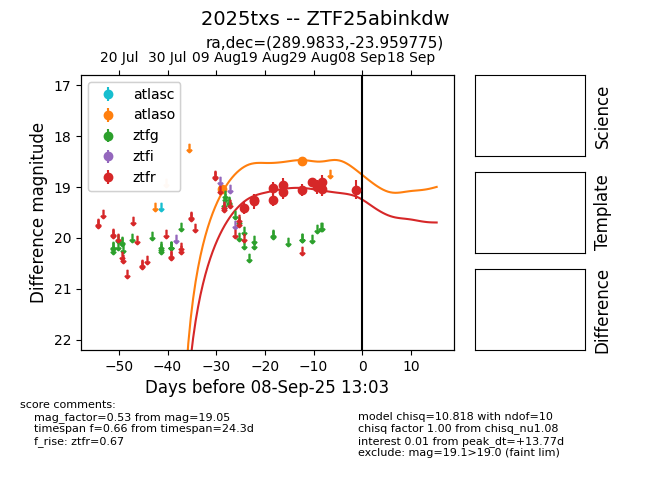 2025txs -- ZTF25abinkdw
ra,dec=(289.9833,-23.959775)
20 Jul 30 Jul 09 Aug 19 Aug 29 Aug 08 Sep 18 Sep
17
18
19
20
21
22
Difference magnitude
atlasc
atlaso
ztfg
ztfi
ztfr
−50 −40 −30 −20 −10 0 10
Days before 08-Sep-25 13:03
Science
Template
Difference
score comments:
mag_factor=0.53 from mag=19.05
timespan f=0.66 from timespan=24.3d
f_rise: ztfr=0.67
model chisq=10.818 with ndof=10
chisq factor 1.00 from chisq_nu1.08
interest 0.01 from peak_dt=+13.77d
exclude: mag=19.1>19.0 (faint lim)